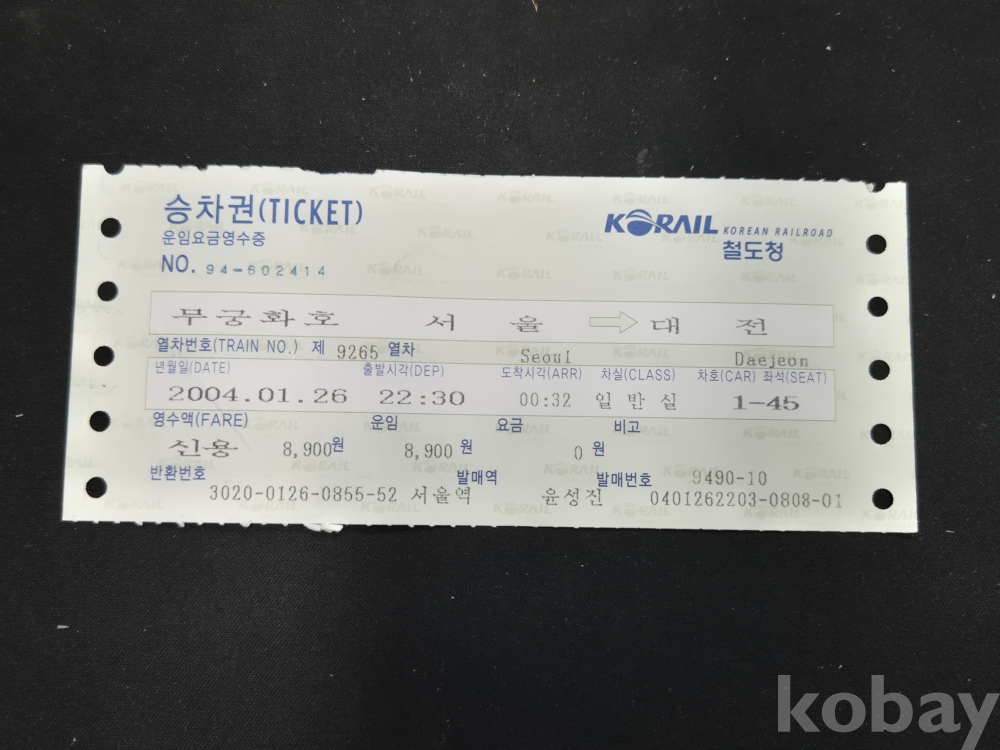 승차권(TICKET)
운임요금영수증
NO. 94-602414
KORAIL KOREAN RAILROAD
철도청
무궁화호 서울 ⇨ 대전
열차번호(TRAIN NO.) 제 9265 열차 Seoul Daejeon
년월일(DATE) 출발시각(DEP) 도착시각(ARR) 차실(CLASS) 차호(CAR) 좌석(SEAT)
2004.01.26 22:30 00:32 일반실 1-45
영수액(FARE) 운임 요금 비고
신용 8,900원 8,900 원 0 원
반환번호 발매역 발매번호 9490-10
3020-0126-0855-52 서울역 윤성진 0401262203-0808-01
kobay